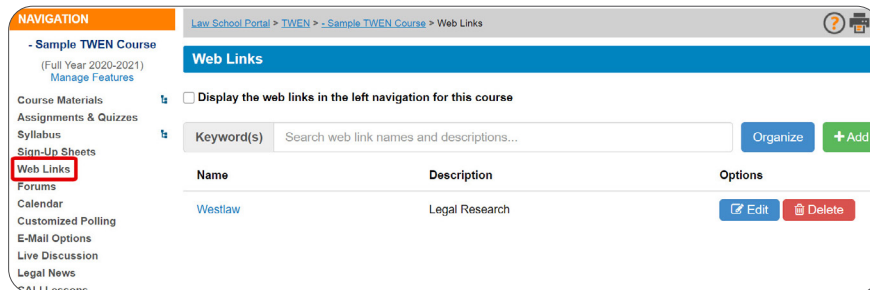 NAVIGATION
- Sample TWEN Course
(Full Year 2020-2021)
Manage Features
Course Materials
Assignments & Quizzes
Syllabus
Sign-Up Sheets
Web Links
Forums
Calendar
Customized Polling
E-Mail Options
Live Discussion
Legal News
Law School Portal > TWEN > - Sample TWEN Course > Web Links
?
Web Links
Display the web links in the left navigation for this course
Keyword(s) Search web link names and descriptions... Organize + Add
Name Description Options
Westlaw Legal Research Edit Delete